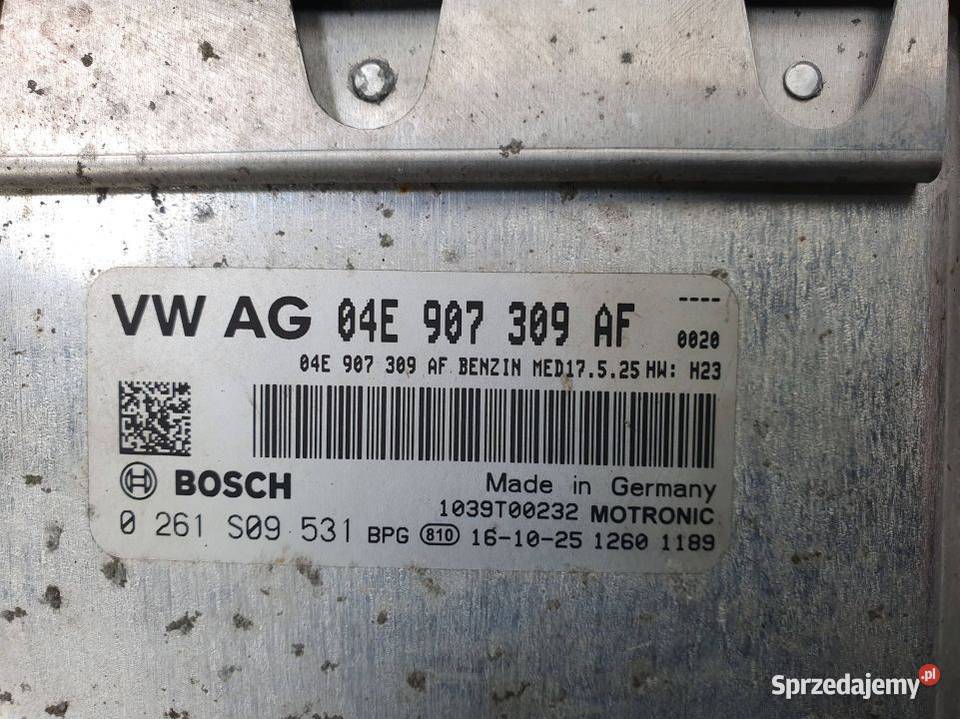 VW AG 04E 907 309 AF ----
0020
04E 907 309 AF BENZIN MED17.5.25 HW: H23
BOSCH
Made in Germany
1039T00232 MOTRONIC
0 261 S09 531 BPG 810 16-10-25 1260 1189
Sprzedajemy.pl